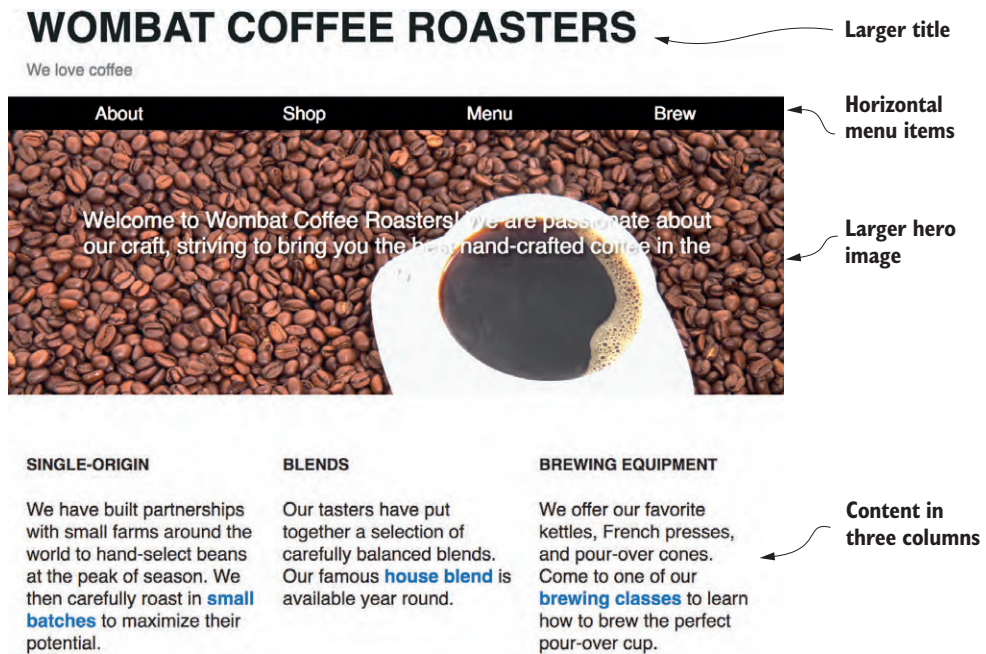 WOMBAT COFFEE ROASTERS
Larger title
We love coffee
About Shop Menu Brew
Horizontal
menu items
Welcome to Wombat Coffee Roasters! We are passionate about
our craft, striving to bring you the best hand-crafted coffee in the
Larger hero
image
SINGLE-ORIGIN
We have built partnerships
with small farms around the
world to hand-select beans
at the peak of season. We
then carefully roast in small
batches to maximize their
potential.
BLENDS
Our tasters have put
together a selection of
carefully balanced blends.
Our famous house blend is
available year round.
BREWING EQUIPMENT
We offer our favorite
kettles, French presses,
and pour-over cones.
Come to one of our
brewing classes to learn
how to brew the perfect
pour-over cup.
Content in
three columns